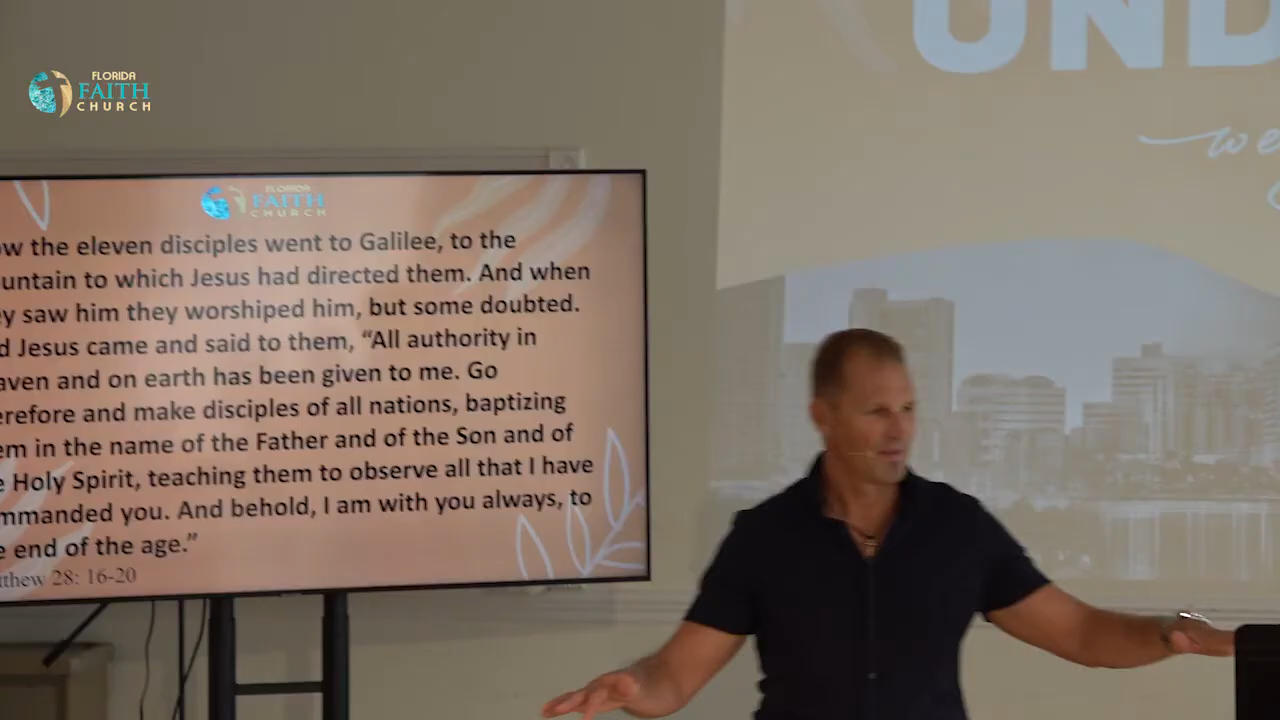 FLORIDA
FAITH
CHURCH
FLORIDA
FAITH
CHURCH
ow the eleven disciples went to Galilee, to the
untain to which Jesus had directed them. And when
ey saw him they worshiped him, but some doubted.
d Jesus came and said to them, “All authority in
aven and on earth has been given to me. Go
erefore and make disciples of all nations, baptizing
em in the name of the Father and of the Son and of
e Holy Spirit, teaching them to observe all that I have
mmanded you. And behold, I am with you always, to
e end of the age.”
tthew 28: 16-20
UND
we